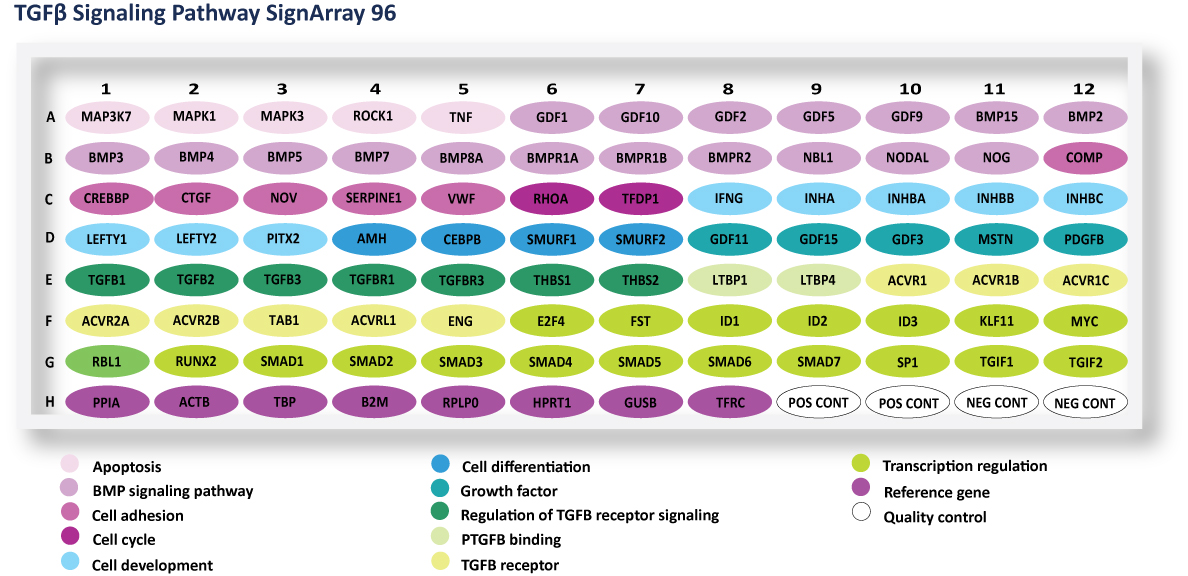 TGFβ Signaling Pathway SignArray 96
1 2 3 4 5 6 7 8 9 10 11 12
A MAP3K7 MAPK1 MAPK3 ROCK1 TNF GDF1 GDF10 GDF2 GDF5 GDF9 BMP15 BMP2
B BMP3 BMP4 BMP5 BMP7 BMP8A BMPR1A BMPR1B BMPR2 NBL1 NODAL NOG COMP
C CREBBP CTGF NOV SERPINE1 VWF RHOA TFDP1 IFNG INHA INHBA INHBB INHBC
D LEFTY1 LEFTY2 PITX2 AMH CEBPB SMURF1 SMURF2 GDF11 GDF15 GDF3 MSTN PDGFB
E TGFB1 TGFB2 TGFB3 TGFBR1 TGFBR3 THBS1 THBS2 LTBP1 LTBP4 ACVR1 ACVR1B ACVR1C
F ACVR2A ACVR2B TAB1 ACVRL1 ENG E2F4 FST ID1 ID2 ID3 KLF11 MYC
G RBL1 RUNX2 SMAD1 SMAD2 SMAD3 SMAD4 SMAD5 SMAD6 SMAD7 SP1 TGIF1 TGIF2
H PPIA ACTB TBP B2M RPLP0 HPRT1 GUSB TFRC POS CONT POS CONT NEG CONT NEG CONT
Apoptosis
BMP signaling pathway
Cell adhesion
Cell cycle
Cell development
Cell differentiation
Growth factor
Regulation of TGFB receptor signaling
PTGFB binding
TGFB receptor
Transcription regulation
Reference gene
Quality control